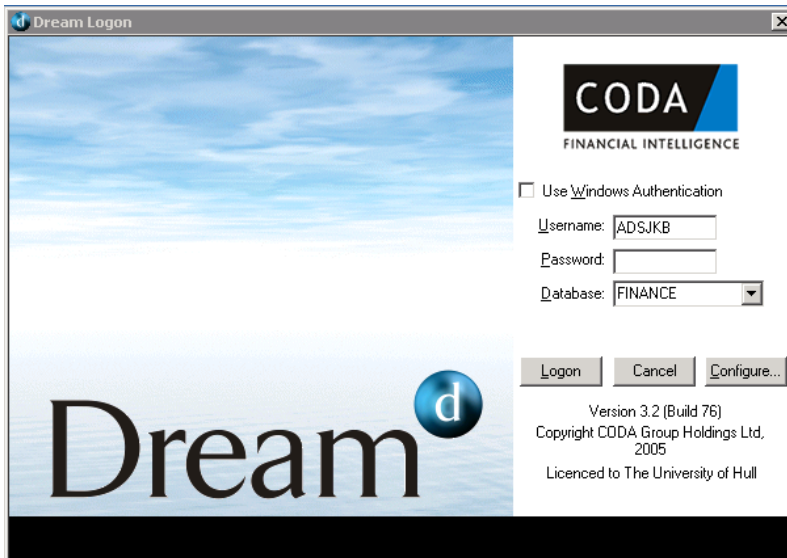 d Dream Logon
CODA
FINANCIAL INTELLIGENCE
Use Windows Authentication
Username: ADSJKB
Password:
Database: FINANCE
Logon Cancel Configure...
Version 3.2 (Build 76)
Copyright CODA Group Holdings Ltd,
2005
Licenced to The University of Hull
Dream d